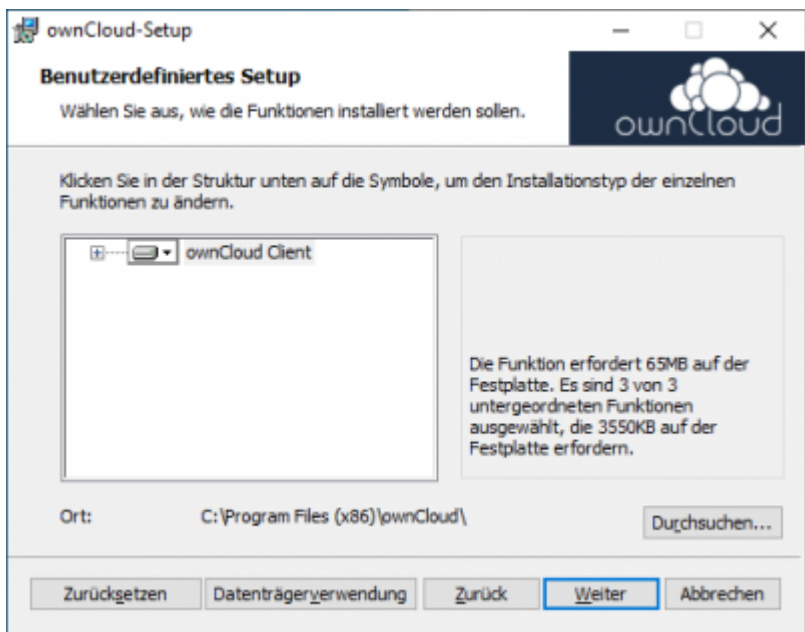 ownCloud-Setup
Benutzerdefiniertes Setup
Wählen Sie aus, wie die Funktionen installiert werden sollen.
ownCloud
Klicken Sie in der Struktur unten auf die Symbole, um den Installationstyp der einzelnen
Funktionen zu ändern.
ownCloud Client
Die Funktion erfordert 65MB auf der
Festplatte. Es sind 3 von 3
untergeordneten Funktionen
ausgewählt, die 3550KB auf der
Festplatte erfordern.
Ort: C:\Program Files (x86)\ownCloud\
Durchsuchen...
Zurücksetzen Datenträgerverwendung Zurück Weiter Abbrechen